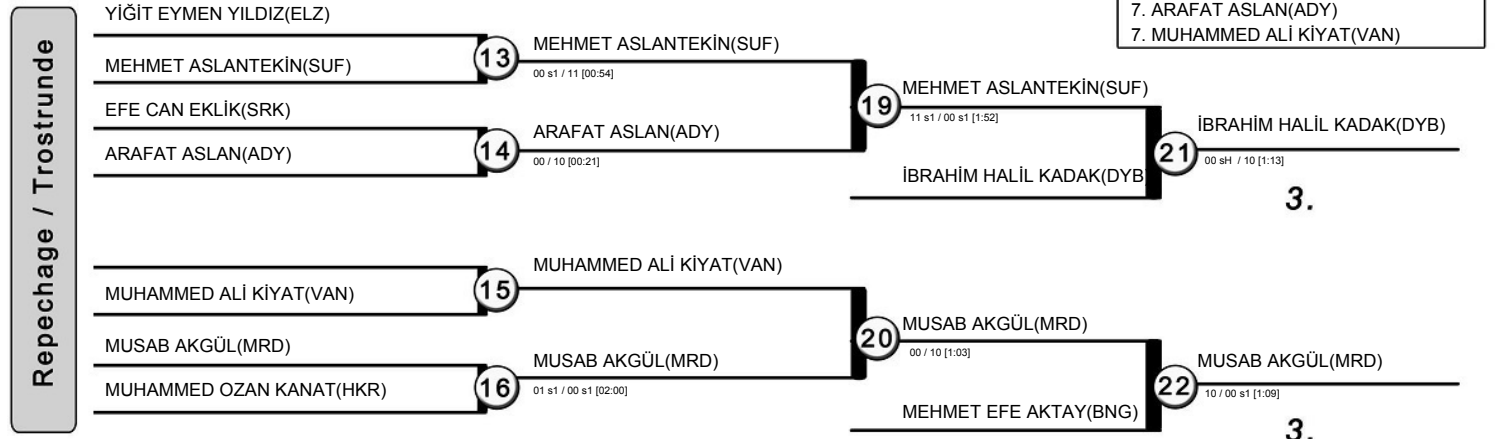 7. ARAFAT ASLAN(ADY)
7. MUHAMMED ALİ KİYAT(VAN)
Repechage / Trostrunde
YİĞİT EYMEN YILDIZ(ELZ)
MEHMET ASLANTEKİN(SUF)
13
MEHMET ASLANTEKİN(SUF)
00 s1 / 11 [00:54]
EFE CAN EKLİK(SRK)
ARAFAT ASLAN(ADY)
14
ARAFAT ASLAN(ADY)
00 / 10 [00:21]
19
MEHMET ASLANTEKİN(SUF)
11 s1 / 00 s1 [1:52]
İBRAHİM HALİL KADAK(DYB
21
İBRAHİM HALİL KADAK(DYB)
00 sH / 10 [1:13]
3.
MUHAMMED ALİ KİYAT(VAN)
15
MUHAMMED ALİ KİYAT(VAN)
MUSAB AKGÜL(MRD)
MUHAMMED OZAN KANAT(HKR)
16
MUSAB AKGÜL(MRD)
01 s1 / 00 s1 [02:00]
20
MUSAB AKGÜL(MRD)
00 / 10 [1:03]
MEHMET EFE AKTAY(BNG)
22
MUSAB AKGÜL(MRD)
10 / 00 s1 [1:09]
3.